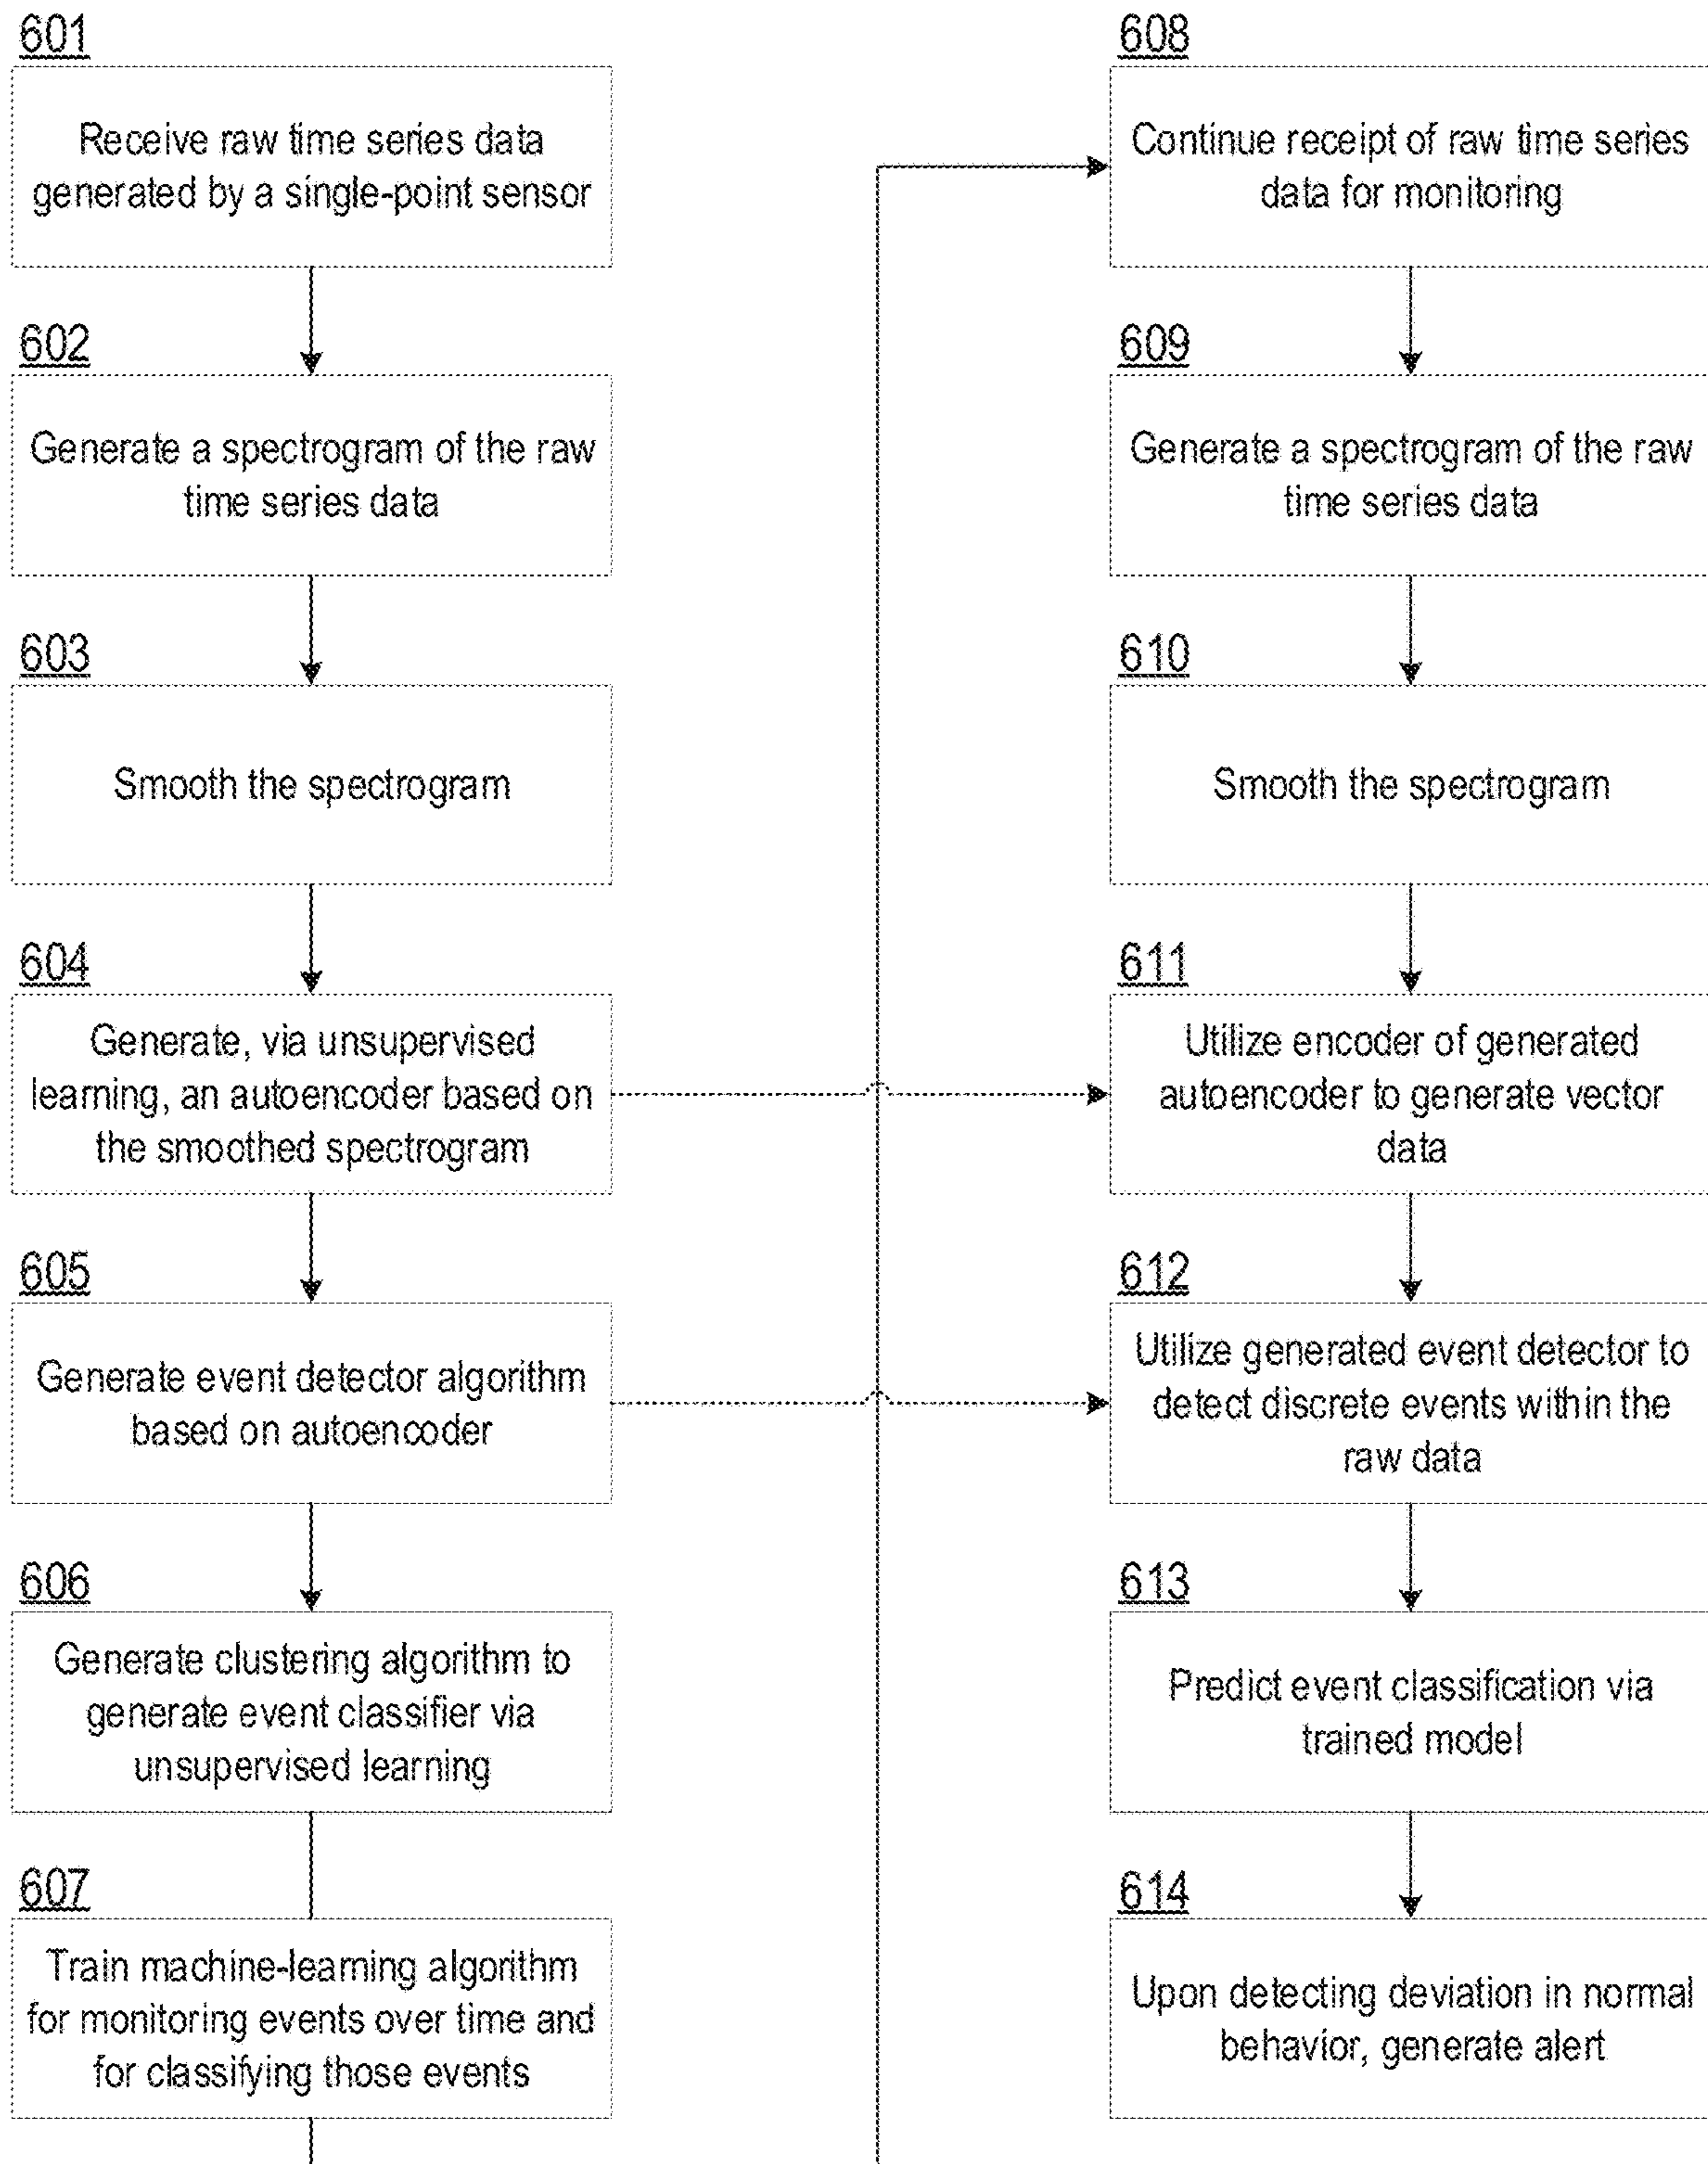 601
Receive raw time series data
generated by a single-point sensor
602
Generate a spectrogram of the raw
time series data
603
Smooth the spectrogram
604
Generate, via unsupervised
learning, an autoencoder based on
the smoothed spectrogram
605
Generate event detector algorithm
based on autoencoder
606
Generate clustering algorithm to
generate event classifier via
unsupervised learning
607
Train machine-learning algorithm
for monitoring events over time and
for classifying those events
608
Continue receipt of raw time series
data for monitoring
609
Generate a spectrogram of the raw
time series data
610
Smooth the spectrogram
611
Utilize encoder of generated
autoencoder to generate vector
data
612
Utilize generated event detector to
detect discrete events within the
raw data
613
Predict event classification via
trained model
614
Upon detecting deviation in normal
behavior, generate alert